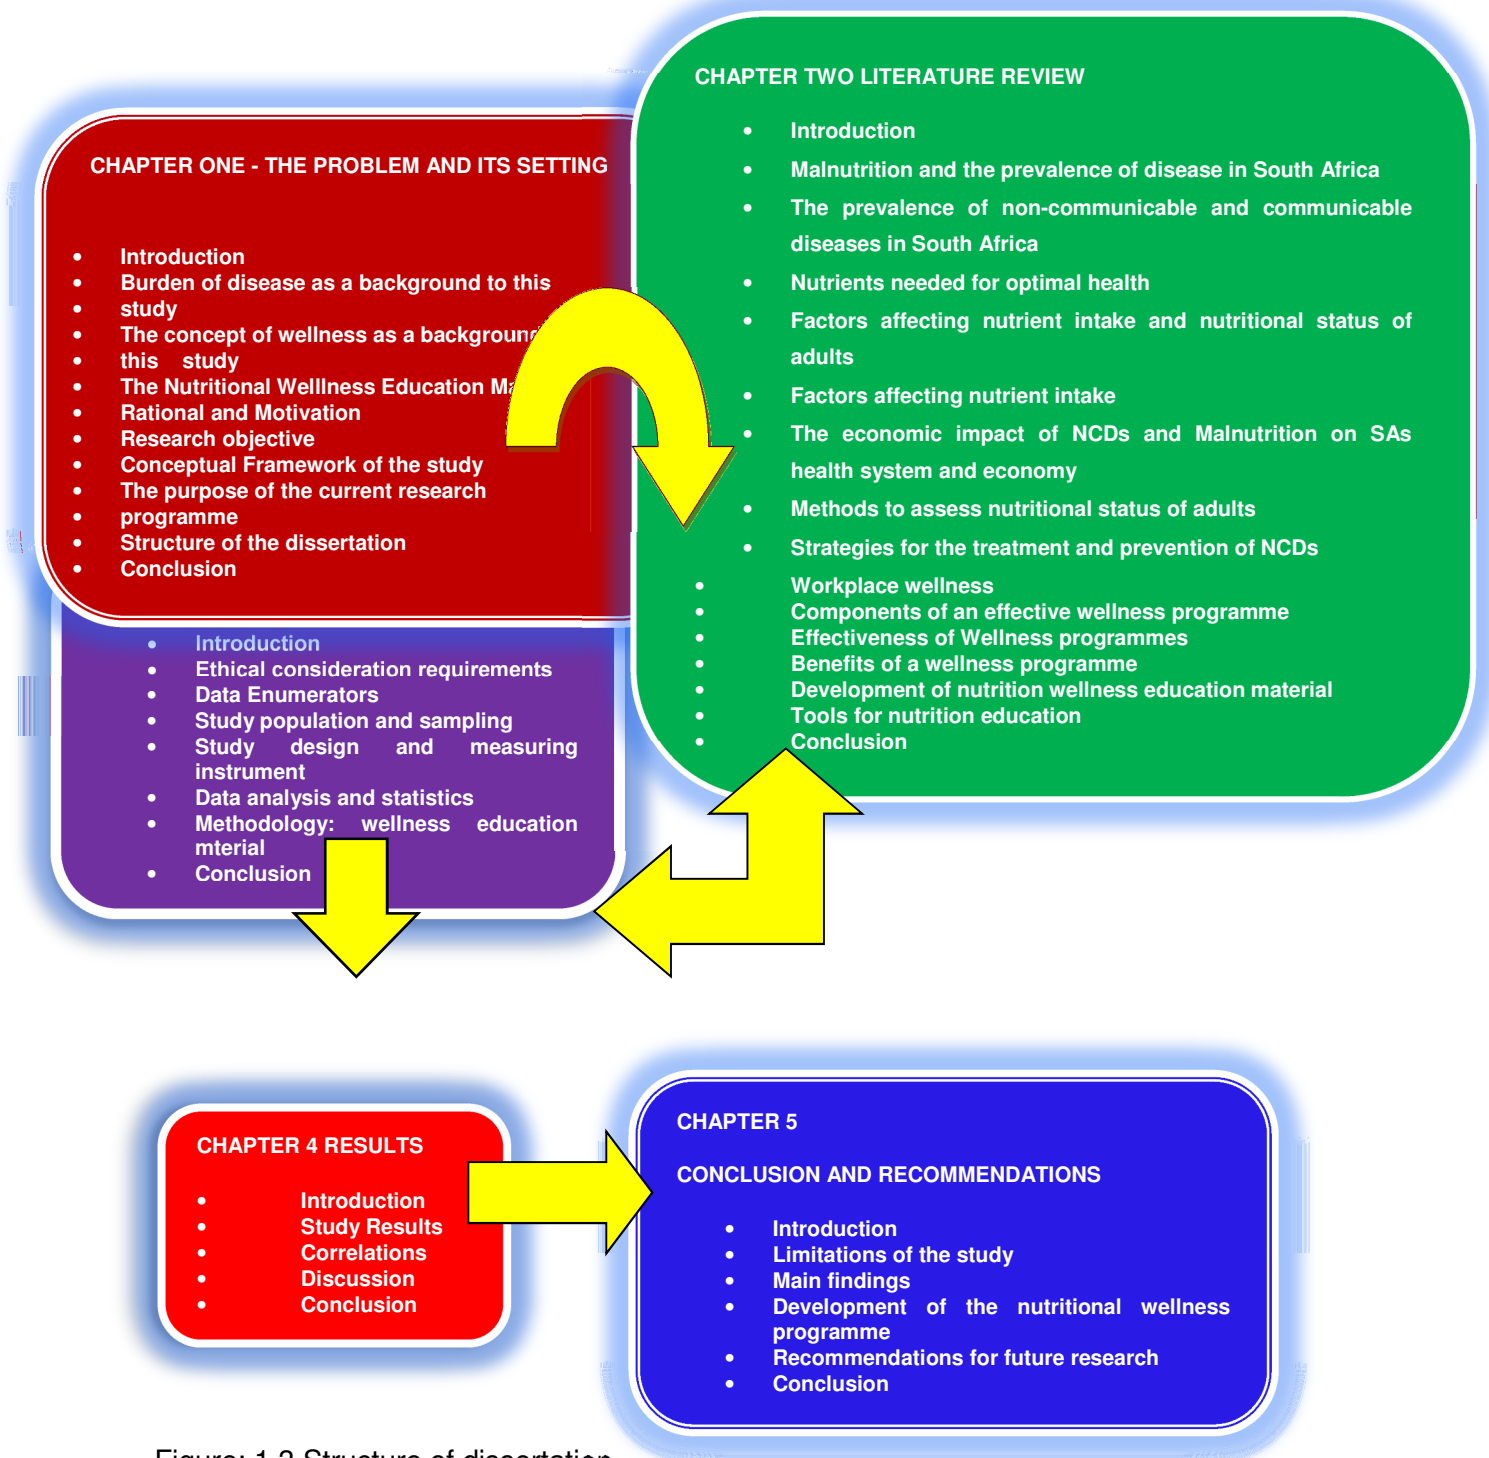 CHAPTER ONE - THE PROBLEM AND ITS SETTING
• Introduction
• Burden of disease as a background to this
• study
• The concept of wellness as a background
• this study
• The Nutritional Welllness Education
• Rational and Motivation
• Research objective
• Conceptual Framework of the study
• The purpose of the current research
• programme
• Structure of the dissertation
• Conclusion
CHAPTER TWO LITERATURE REVIEW
• Introduction
• Malnutrition and the prevalence of disease in South Africa
• The prevalence of non-communicable and communicable
diseases in South Africa
• Nutrients needed for optimal health
• Factors affecting nutrient intake and nutritional status of
adults
• Factors affecting nutrient intake
• The economic impact of NCDs and Malnutrition on SAs
health system and economy
• Methods to assess nutritional status of adults
• Strategies for the treatment and prevention of NCDs
• Workplace wellness
• Components of an effective wellness programme
• Effectiveness of Wellness programmes
• Benefits of a wellness programme
• Development of nutrition wellness education material
• Tools for nutrition education
• Conclusion
• Introduction
• Ethical consideration requirements
• Data Enumerators
• Study population and sampling
• Study design and measuring
instrument
• Data analysis and statistics
• Methodology: wellness education
mterial
• Conclusion
CHAPTER 4 RESULTS
• Introduction
• Study Results
• Correlations
• Discussion
• Conclusion
CHAPTER 5
CONCLUSION AND RECOMMENDATIONS
• Introduction
• Limitations of the study
• Main findings
• Development of the nutritional wellness
programme
• Recommendations for future research
• Conclusion
Figure: 1.2 Structure of dissertation